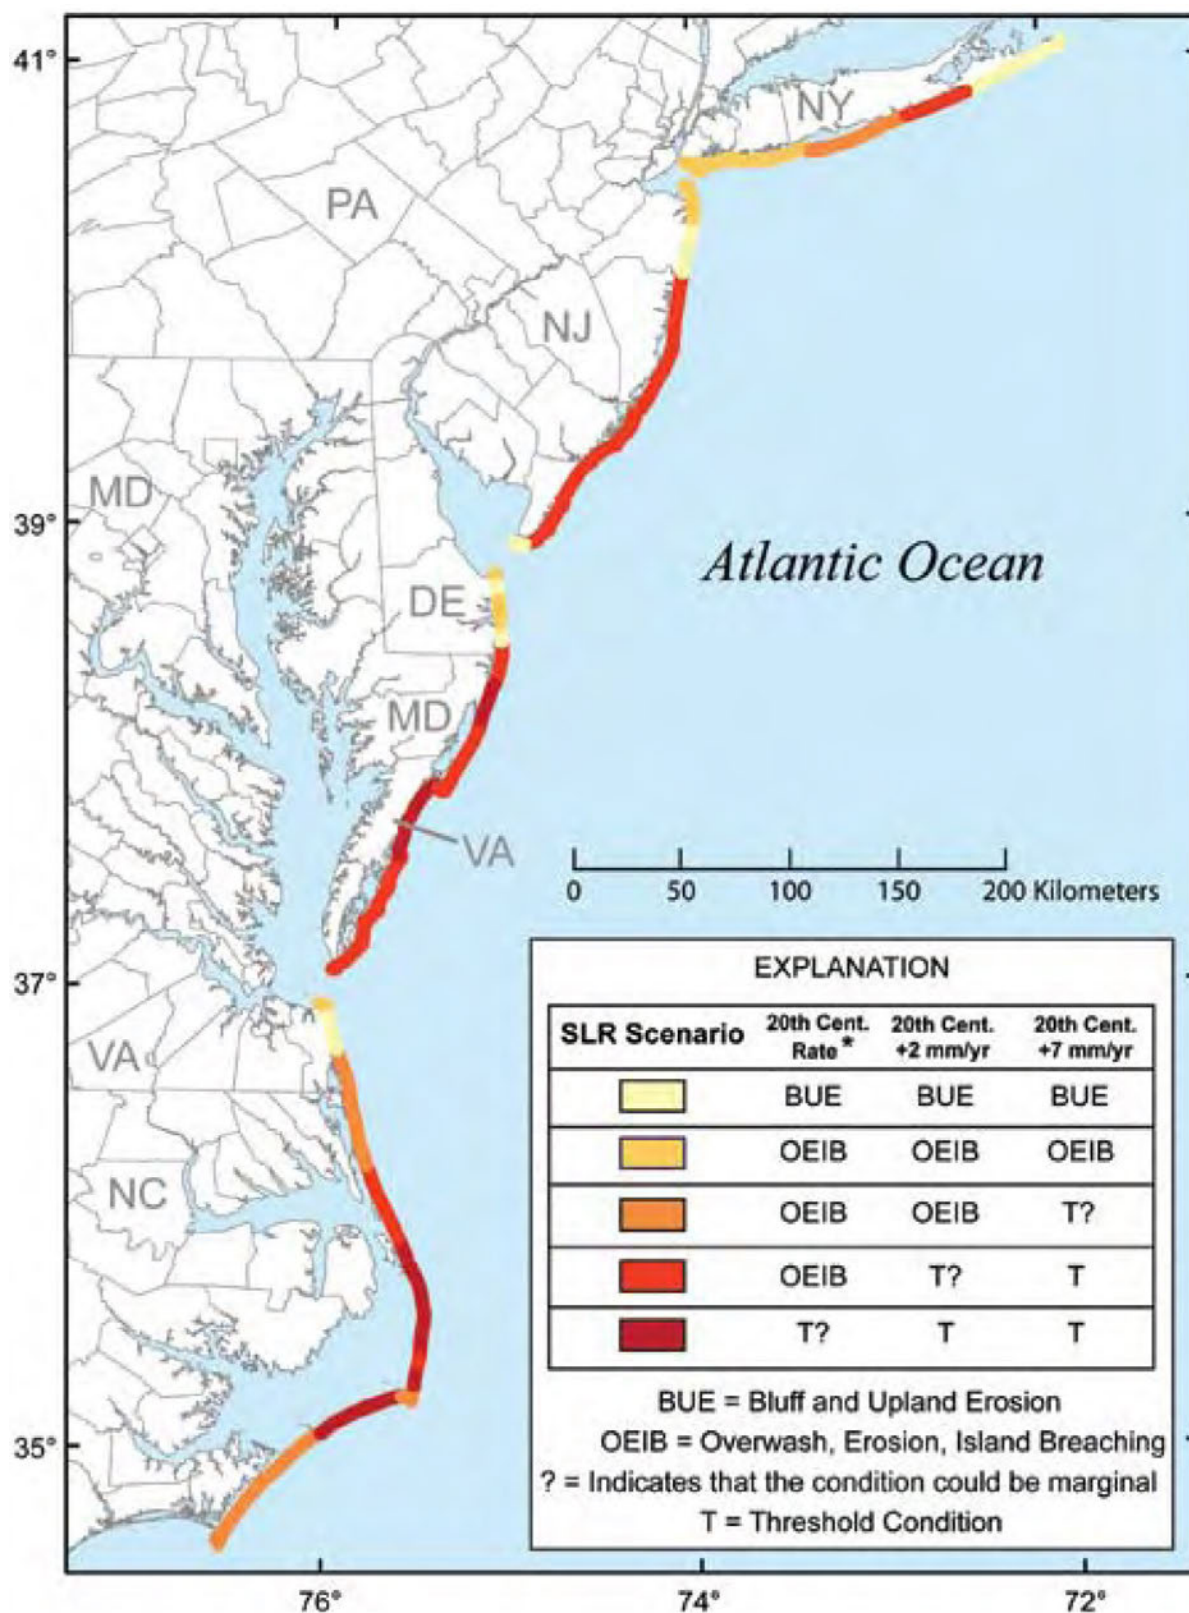 41°
NY
PA
NJ
MD
39°
Atlantic Ocean
DE
MD
VA
0 50 100 150 200 Kilometers
37°
EXPLANATION
SLR Scenario 20th Cent. Rate* 20th Cent. +2 mm/yr 20th Cent. +7 mm/yr
VA
BUE BUE BUE
OEIB OEIB OEIB
NC
OEIB OEIB T?
OEIB T? T
T? T T
BUE = Bluff and Upland Erosion
35°
OEIB = Overwash, Erosion, Island Breaching
? = Indicates that the condition could be marginal
T = Threshold Condition
76° 74° 72°